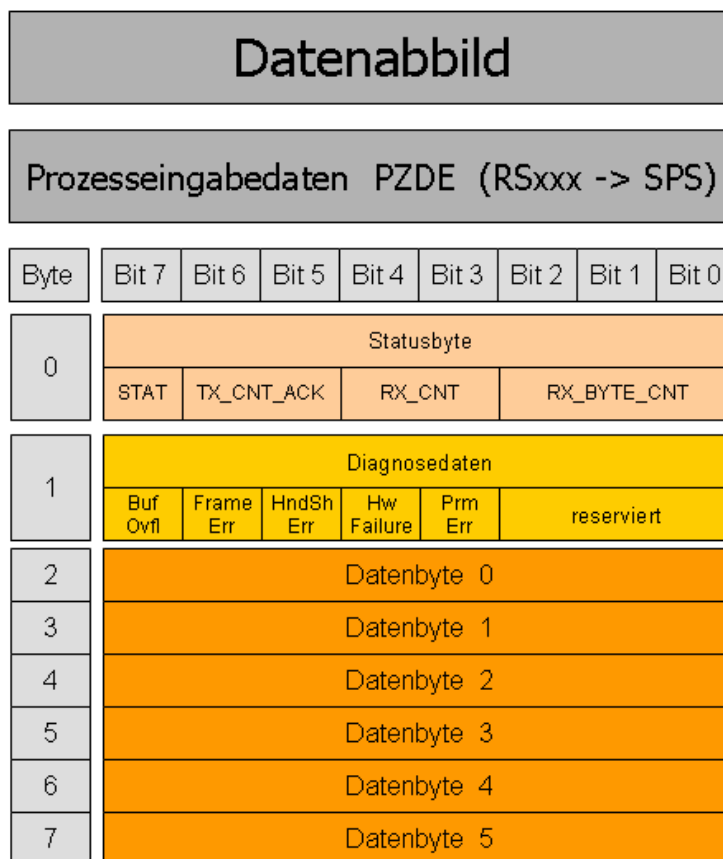 Datenabbild
Prozesseingabedaten PZDE (RSxxx -> SPS)
Byte Bit 7 Bit 6 Bit 5 Bit 4 Bit 3 Bit 2 Bit 1 Bit 0
0 Statusbyte
STAT TX_CNT_ACK RX_CNT RX_BYTE_CNT
1 Diagnosedaten
Buf Frame HndSh Hw Prm
Ovfl Err Err Failure Err reserviert
2 Datenbyte 0
3 Datenbyte 1
4 Datenbyte 2
5 Datenbyte 3
6 Datenbyte 4
7 Datenbyte 5